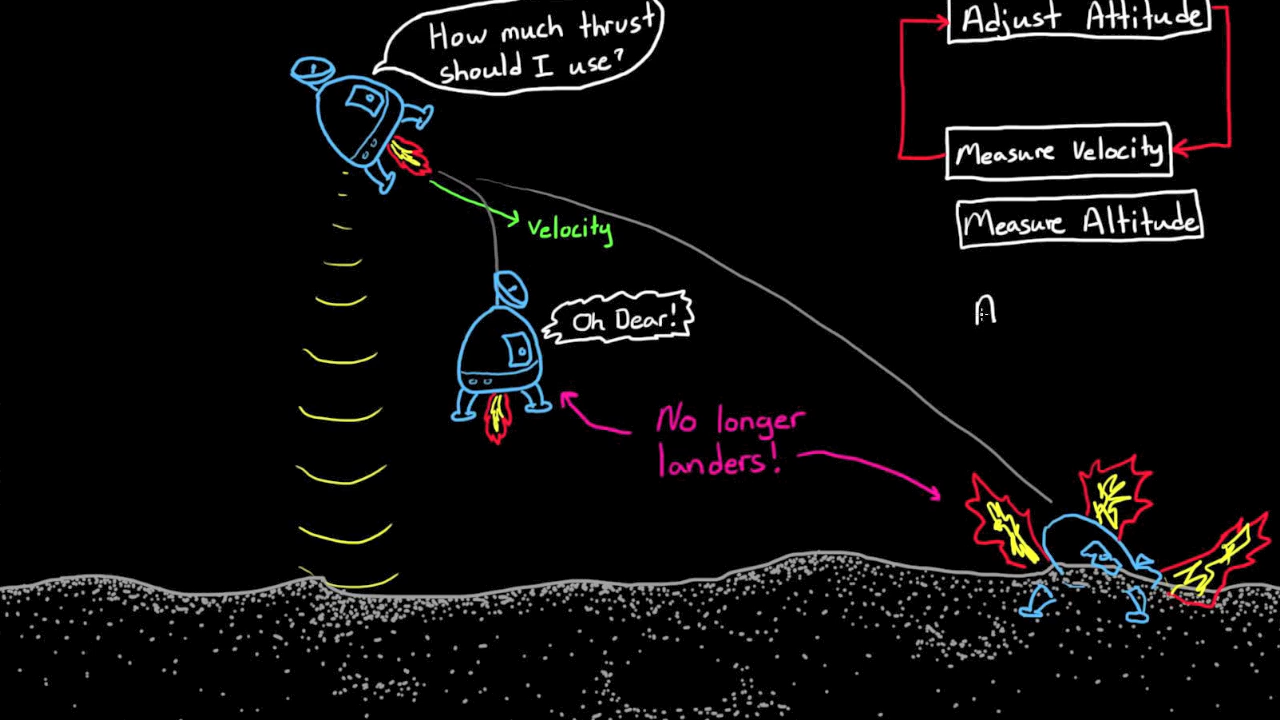 How much thrust
should I use?
Adjust Attitude
Measure Velocity
Measure Altitude
Velocity
Oh Dear!
No longer
landers!
A